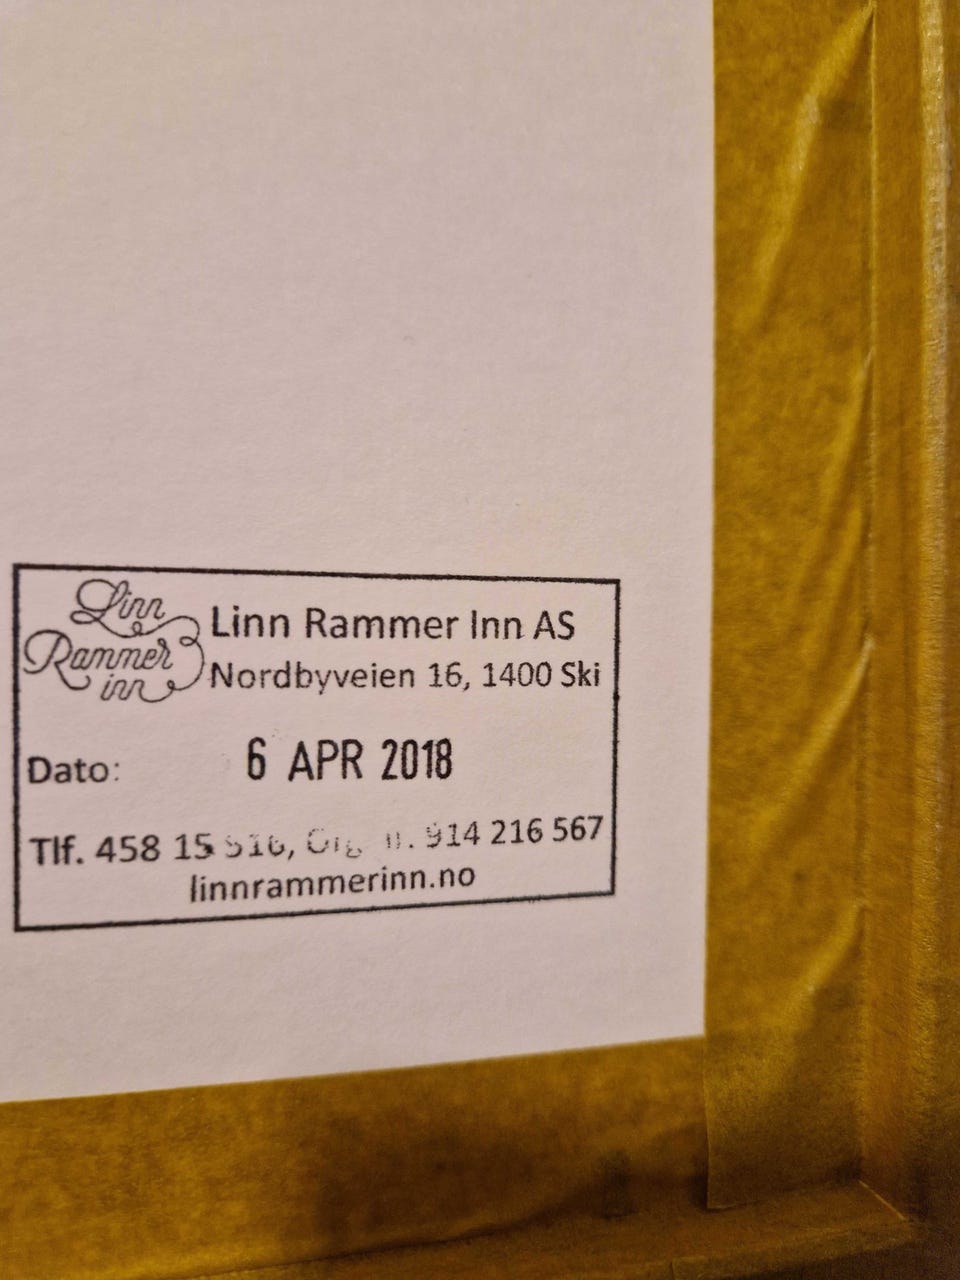 Linn
Rammer
inn
Linn Rammer Inn AS
Nordbyveien 16, 1400 Ski
Dato: 6 APR 2018
Tlf. 458 15 914 216 567
linnrammerinn.no